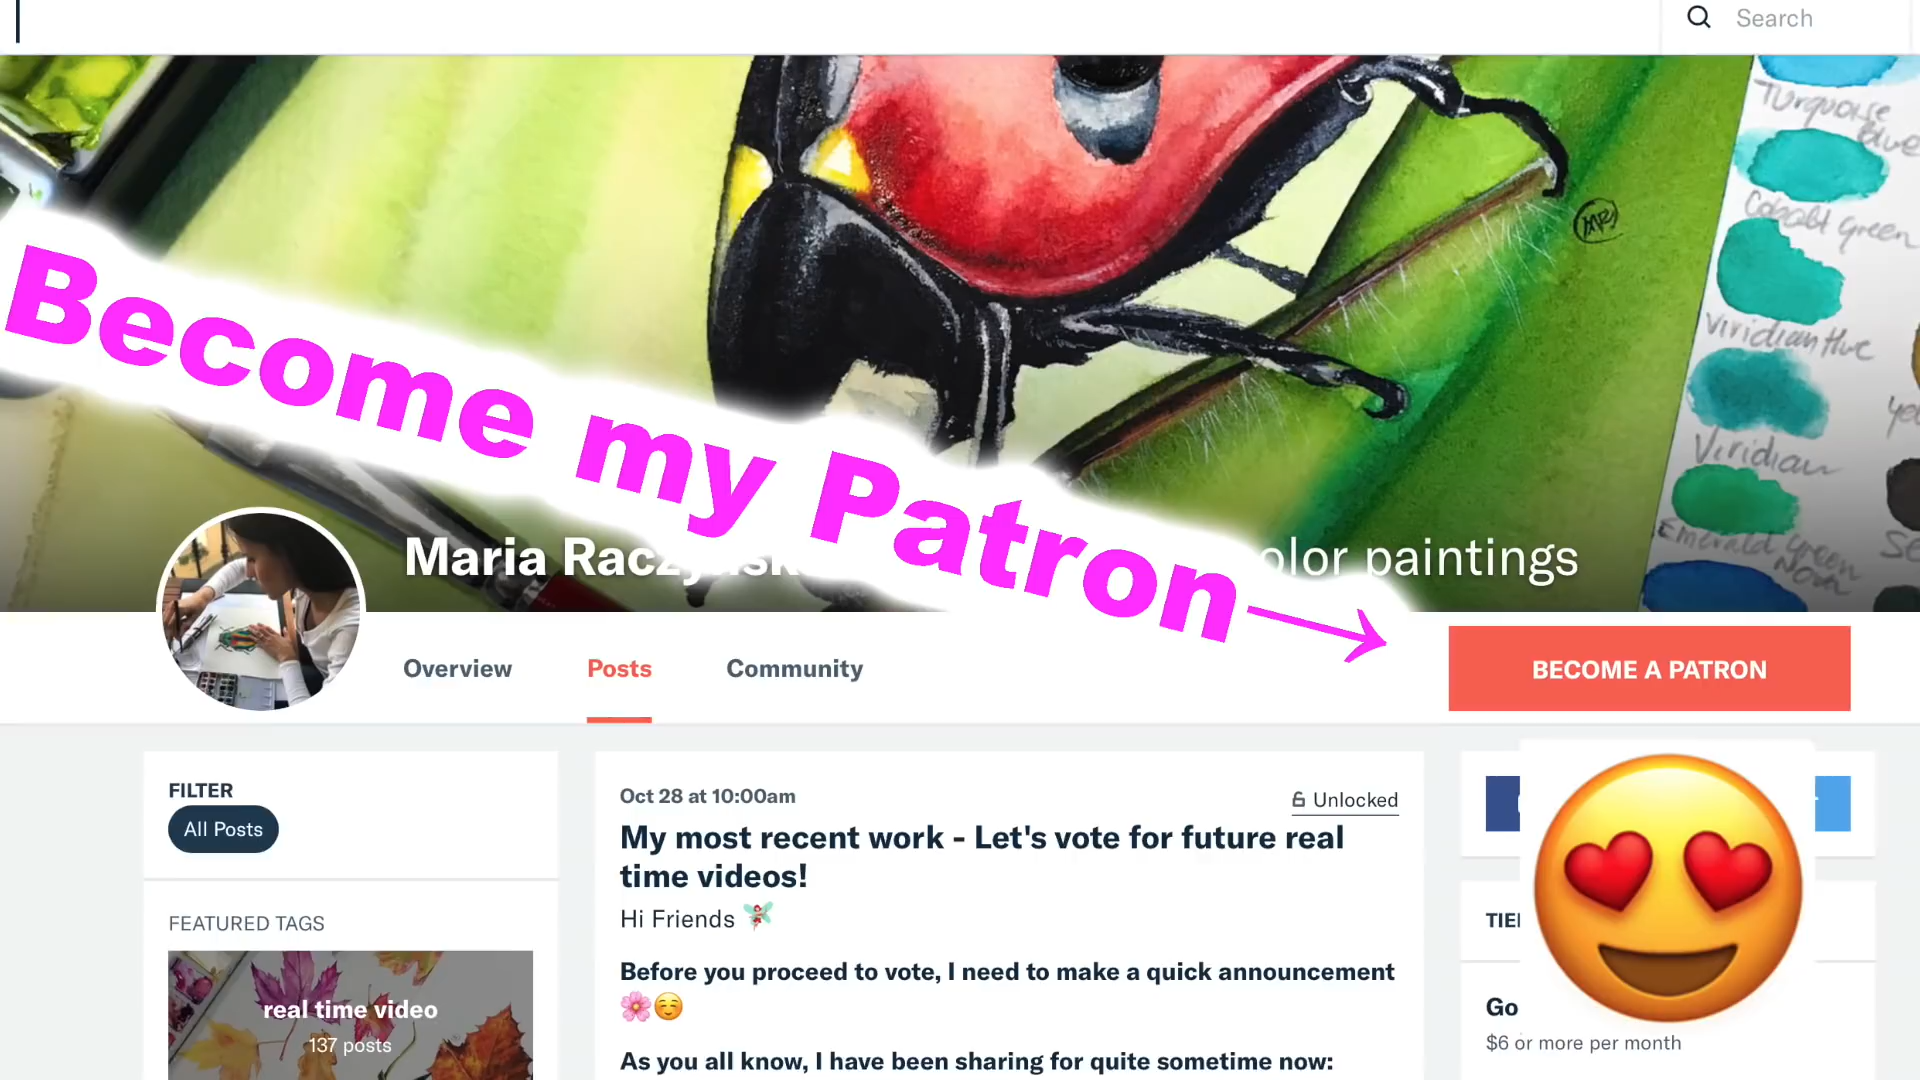 Search
Turquoise
Blue
Cobalt Green
Viridian Hue
Viridian
Emerald Green
Nova
Become my Patron→
Maria
olor paintings
Overview
Posts
Community
BECOME A PATRON
FILTER
All Posts
FEATURED TAGS
real time video
137 posts
Oct 28 at 10:00am
Unlocked
My most recent work - Let's vote for future real
time videos!
Hi Friends 🧚
Before you proceed to vote, I need to make a quick announcement
🌸☺️
As you all know, I have been sharing for quite sometime now:
Go
$6 or more per month